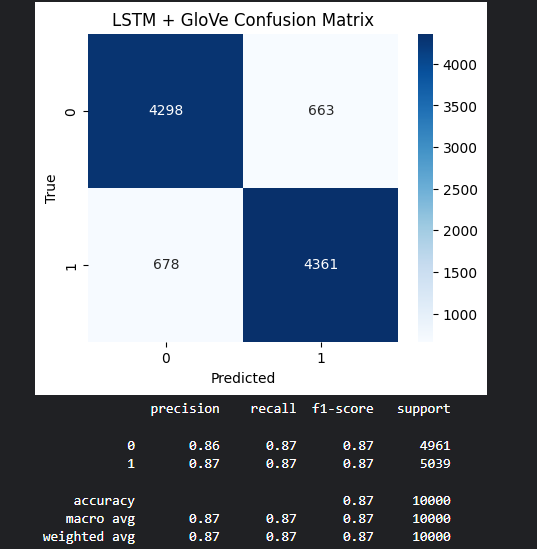 LSTM + GloVe Confusion Matrix
4000
0 4298 663
3500
3000
True
2500
2000
1 678 4361
1500
1000
0 1
Predicted
precision recall f1-score support
0 0.86 0.87 0.87 4961
1 0.87 0.87 0.87 5039
accuracy 0.87 10000
macro avg 0.87 0.87 0.87 10000
weighted avg 0.87 0.87 0.87 10000